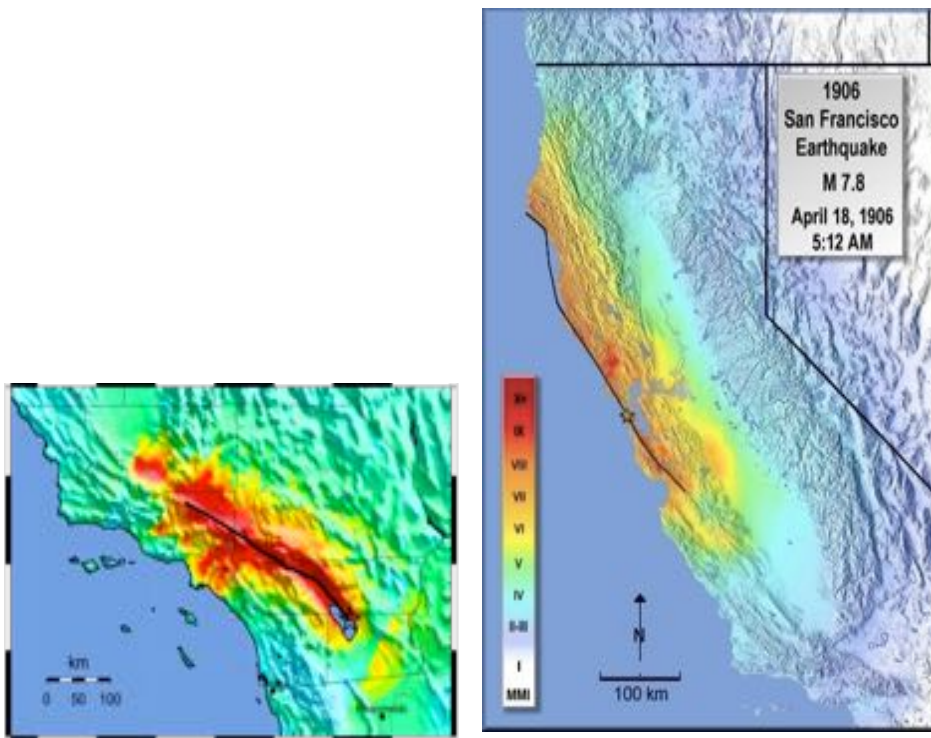 km
0 50 100
1906
San Francisco
Earthquake
M 7.8
April 18, 1906
5:12 AM
X+
IX
VIII
VII
VI
V
IV
II-III
I
MMI
N
100 km